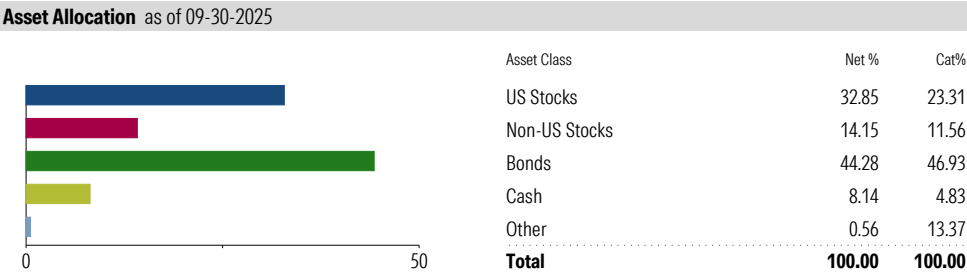 Asset Allocation as of 09-30-2025
Asset Class Net % Cat%
US Stocks 32.85 23.31
Non-US Stocks 14.15 11.56
Bonds 44.28 46.93
Cash 8.14 4.83
Other 0.56 13.37
0 50
Total 100.00 100.00